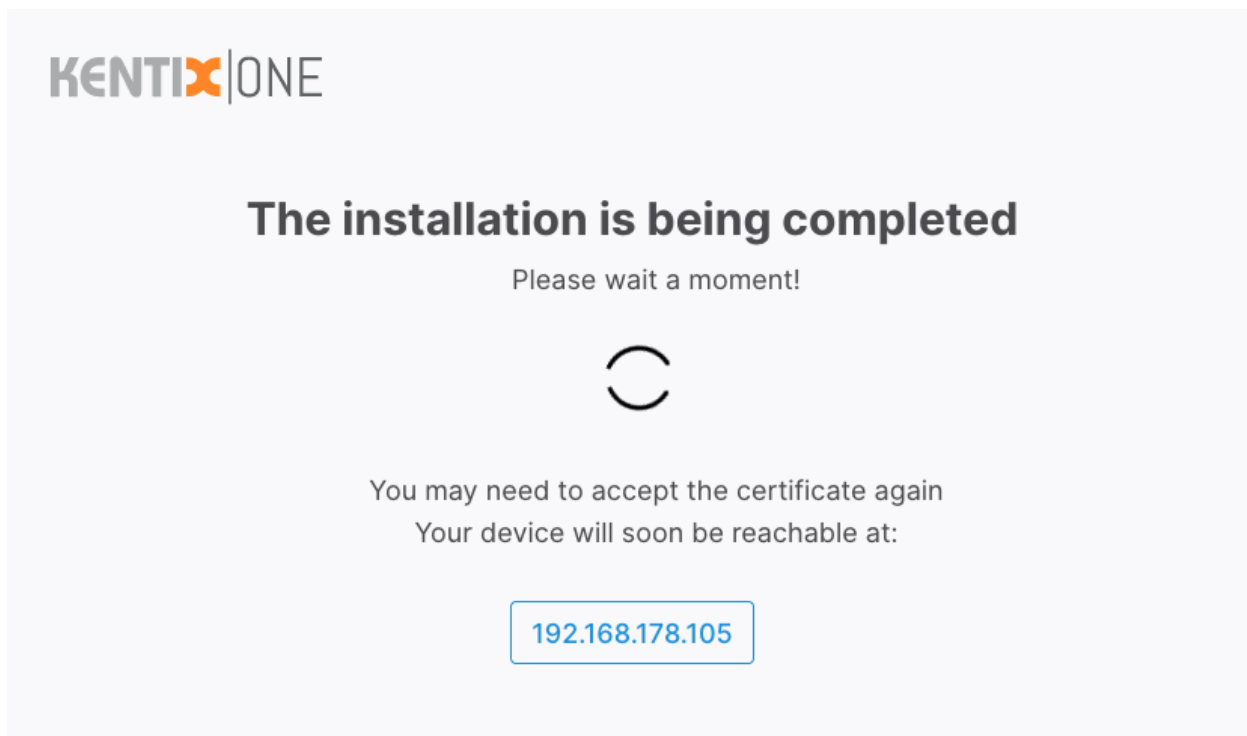 KENTIX|ONE
The installation is being completed
Please wait a moment!
You may need to accept the certificate again
Your device will soon be reachable at:
192.168.178.105